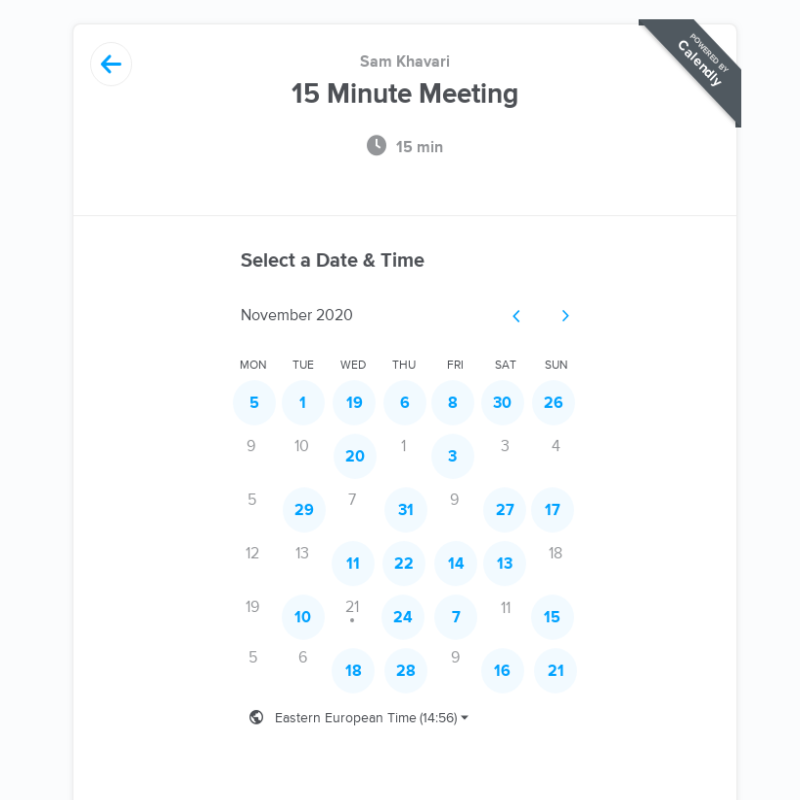 Sam Khavari
15 Minute Meeting
POWERED BY
Calendly
15 min
Select a Date & Time
November 2020
MON TUE WED THU FRI SAT SUN
5 1 19 6 8 30 26
9 10 20 1 3 3 4
5 29 7 31 9 27 17
12 13 11 22 14 13 18
19 10 21 24 7 11 15
5 6 18 28 9 16 21
Eastern European Time (14:56)